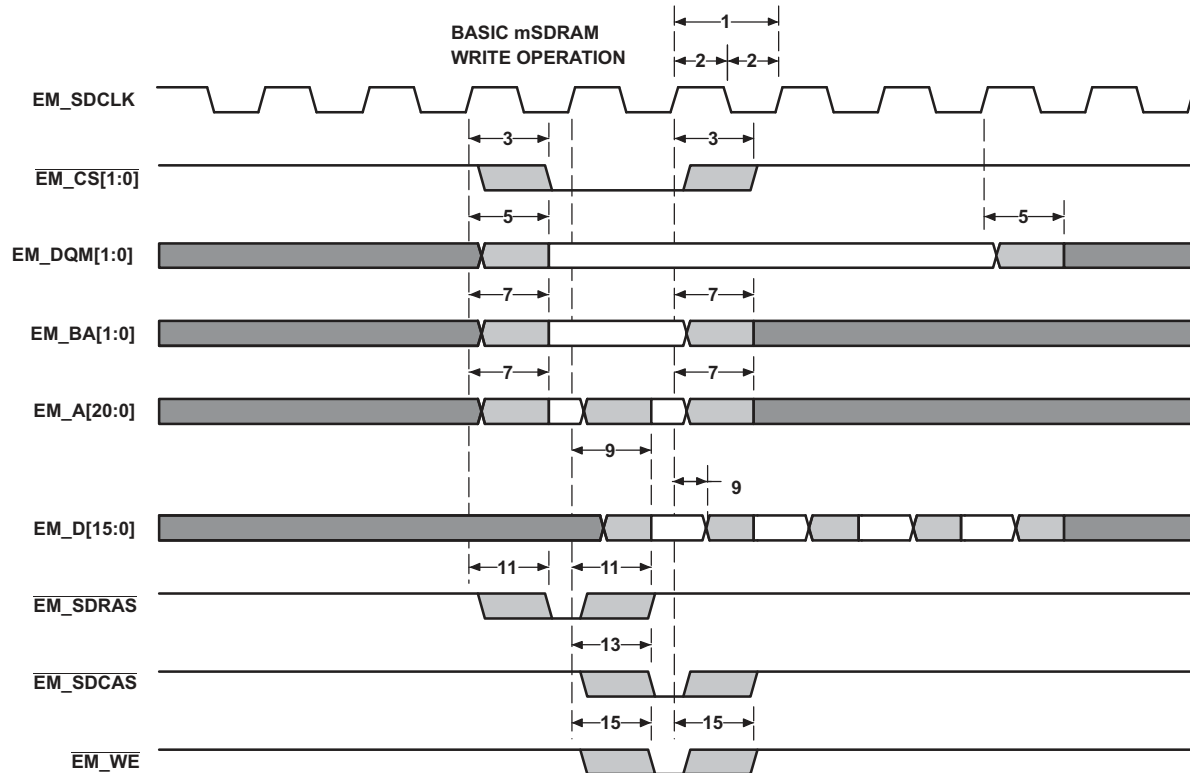 1
BASIC mSDRAM
WRITE OPERATION
2 2
EM_SDCLK
3 3
EM_CS[1:0]
5 5
EM_DQM[1:0]
7 7
EM_BA[1:0]
7 7
EM_A[20:0]
9
9
EM_D[15:0]
11 11
EM_SDRAS
13
EM_SDCAS
15 15
EM_WE